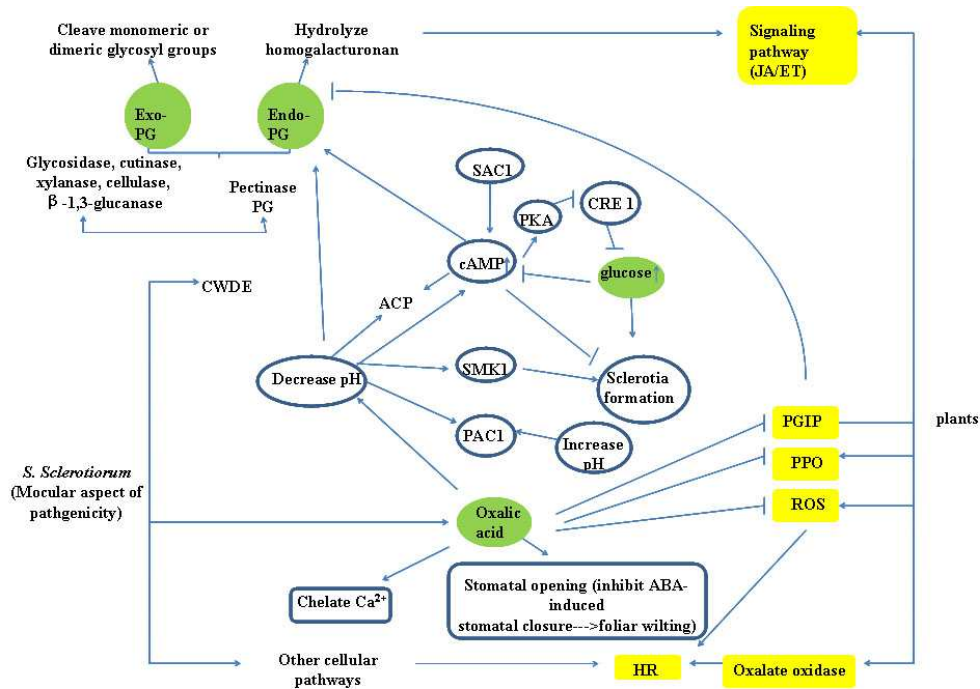 Cleave monomeric or
dimeric glycosyl groups
Hydrolyze
homogalacturonan
Signaling
pathway
(JA/ET)
Exo-
PG
Endo-
PG
Glycosidase, cutinase,
xylanase, cellulase,
β -1,3-glucanase
Pectinase
PG
SAC1
PKA
CRE 1
cAMP
glucose
CWDE
ACP
Decrease pH
SMK1
Sclerotia
formation
PAC1
Increase
pH
PGIP
PPO
ROS
plants
S. Sclerotiorum
(Mocular aspect of
pathgenicity)
Oxalic
acid
Chelate Ca²⁺
Stomatal opening (inhibit ABA-
induced
stomatal closure--->foliar wilting)
Other cellular
pathways
HR
Oxalate oxidase